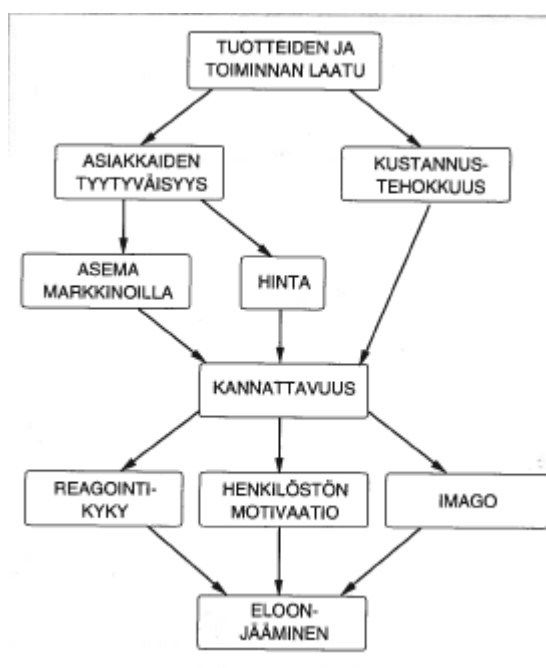 TUOTTEIDEN JA
TOIMINNAN LAATU
ASIAKKAIDEN
TYYTYVÄISYYS
KUSTANNUS-
TEHOKKUUS
ASEMA
MARKKINOILLA
HINTA
KANNATTAVUUS
REAGOINTI-
KYKY
HENKILÖSTÖN
MOTIVAATIO
IMAGO
ELOON-
JÄÄMINEN